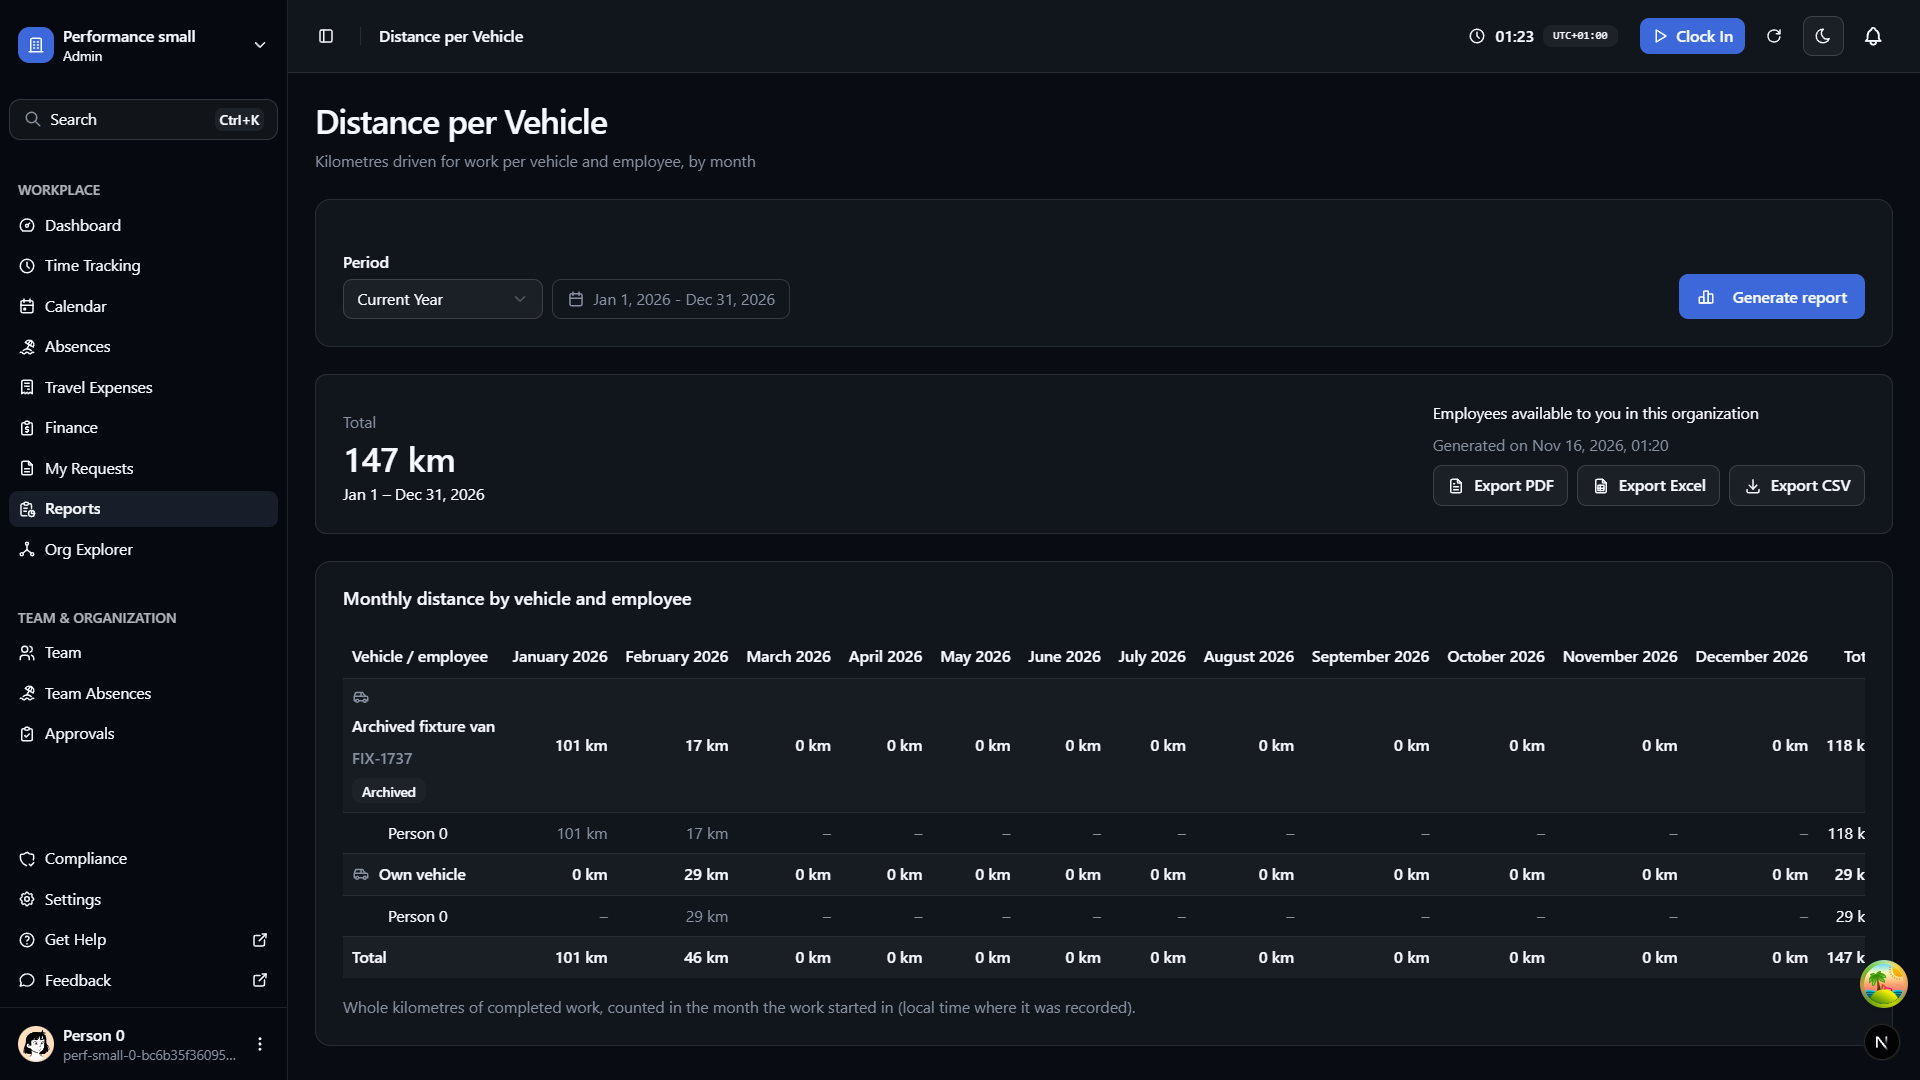 Performance small
Admin
Search
Ctrl+K
WORKPLACE
Dashboard
Time Tracking
Calendar
Absences
Travel Expenses
Finance
My Requests
Reports
Org Explorer
TEAM & ORGANIZATION
Team
Team Absences
Approvals
Compliance
Settings
Get Help
Feedback
Person 0
perf-small-0-bc6b35f36095...
Distance per Vehicle
01:23 UTC+01:00 Clock In
Distance per Vehicle
Kilometres driven for work per vehicle and employee, by month
Period
Current Year Jan 1, 2026 - Dec 31, 2026
Generate report
Total
147 km
Jan 1 – Dec 31, 2026
Employees available to you in this organization
Generated on Nov 16, 2026, 01:20
Export PDF Export Excel Export CSV
Monthly distance by vehicle and employee
Vehicle / employee January 2026 February 2026 March 2026 April 2026 May 2026 June 2026 July 2026 August 2026 September 2026 October 2026 November 2026 December 2026 Tot
Archived fixture van
FIX-1737
Archived
101 km 17 km 0 km 0 km 0 km 0 km 0 km 0 km 0 km 0 km 0 km 0 km 118 k
Person 0 101 km 17 km – – – – – – – – – – 118 k
Own vehicle 0 km 29 km 0 km 0 km 0 km 0 km 0 km 0 km 0 km 0 km 0 km 0 km 29 k
Person 0 – 29 km – – – – – – – – – – 29 k
Total 101 km 46 km 0 km 0 km 0 km 0 km 0 km 0 km 0 km 0 km 0 km 0 km 147 k
Whole kilometres of completed work, counted in the month the work started in (local time where it was recorded).
N